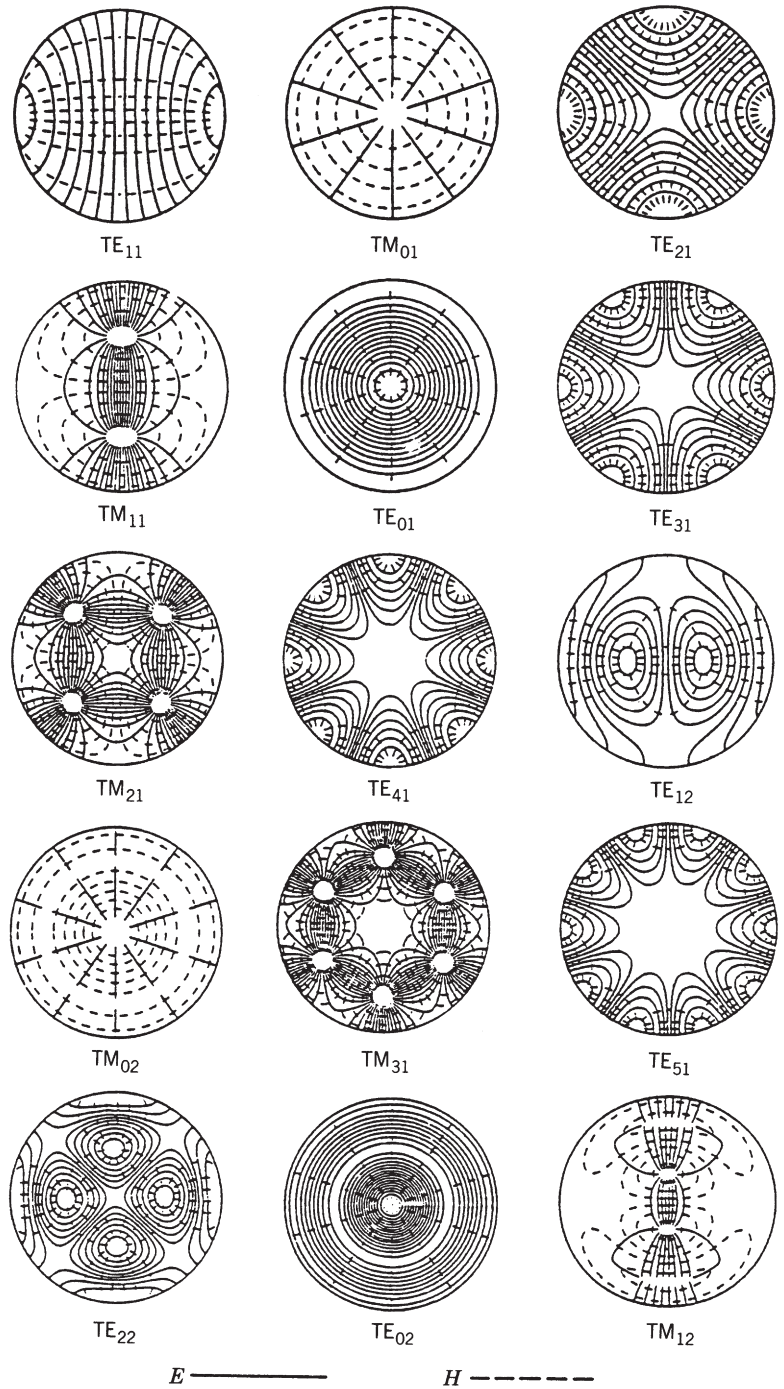 TE₁₁ TM₀₁ TE₂₁
TM₁₁ TE₀₁ TE₃₁
TM₂₁ TE₄₁ TE₁₂
TM₀₂ TM₃₁ TE₅₁
TE₂₂ TE₀₂ TM₁₂
E H